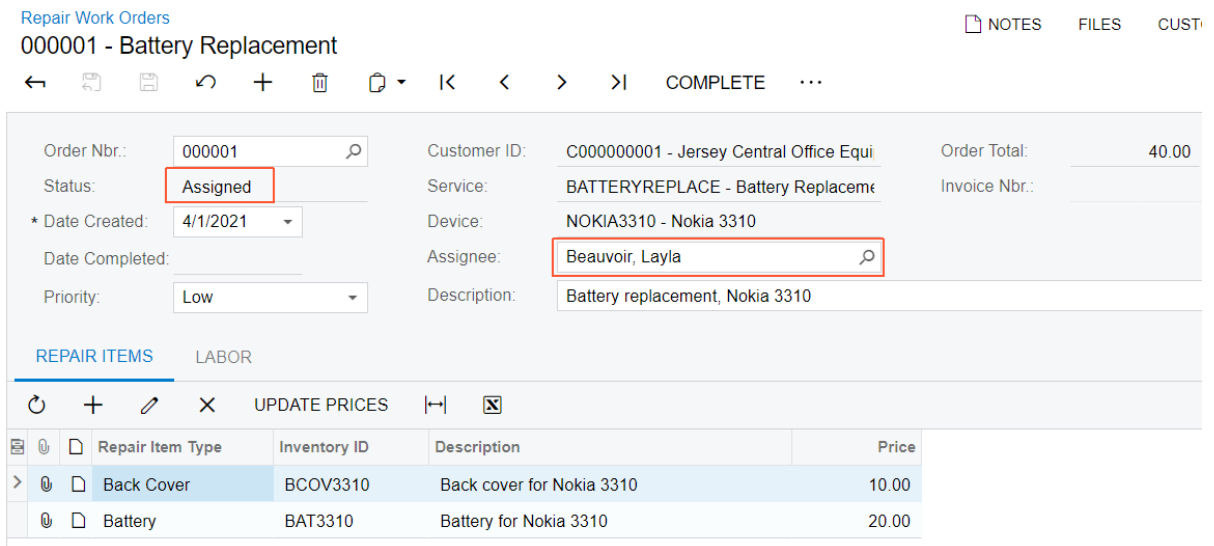 Repair Work Orders
NOTES FILES CUST
000001 - Battery Replacement
COMPLETE ...
Order Nbr.: 000001 Customer ID: C000000001 - Jersey Central Office Equi Order Total: 40.00
Status: Assigned Service: BATTERYREPLACE - Battery Replaceme Invoice Nbr.:
* Date Created: 4/1/2021 Device: NOKIA3310 - Nokia 3310
Date Completed: Assignee: Beauvoir, Layla
Priority: Low Description: Battery replacement, Nokia 3310
REPAIR ITEMS LABOR
UPDATE PRICES X
Repair Item Type Inventory ID Description Price
Back Cover BCOV3310 Back cover for Nokia 3310 10.00
Battery BAT3310 Battery for Nokia 3310 20.00